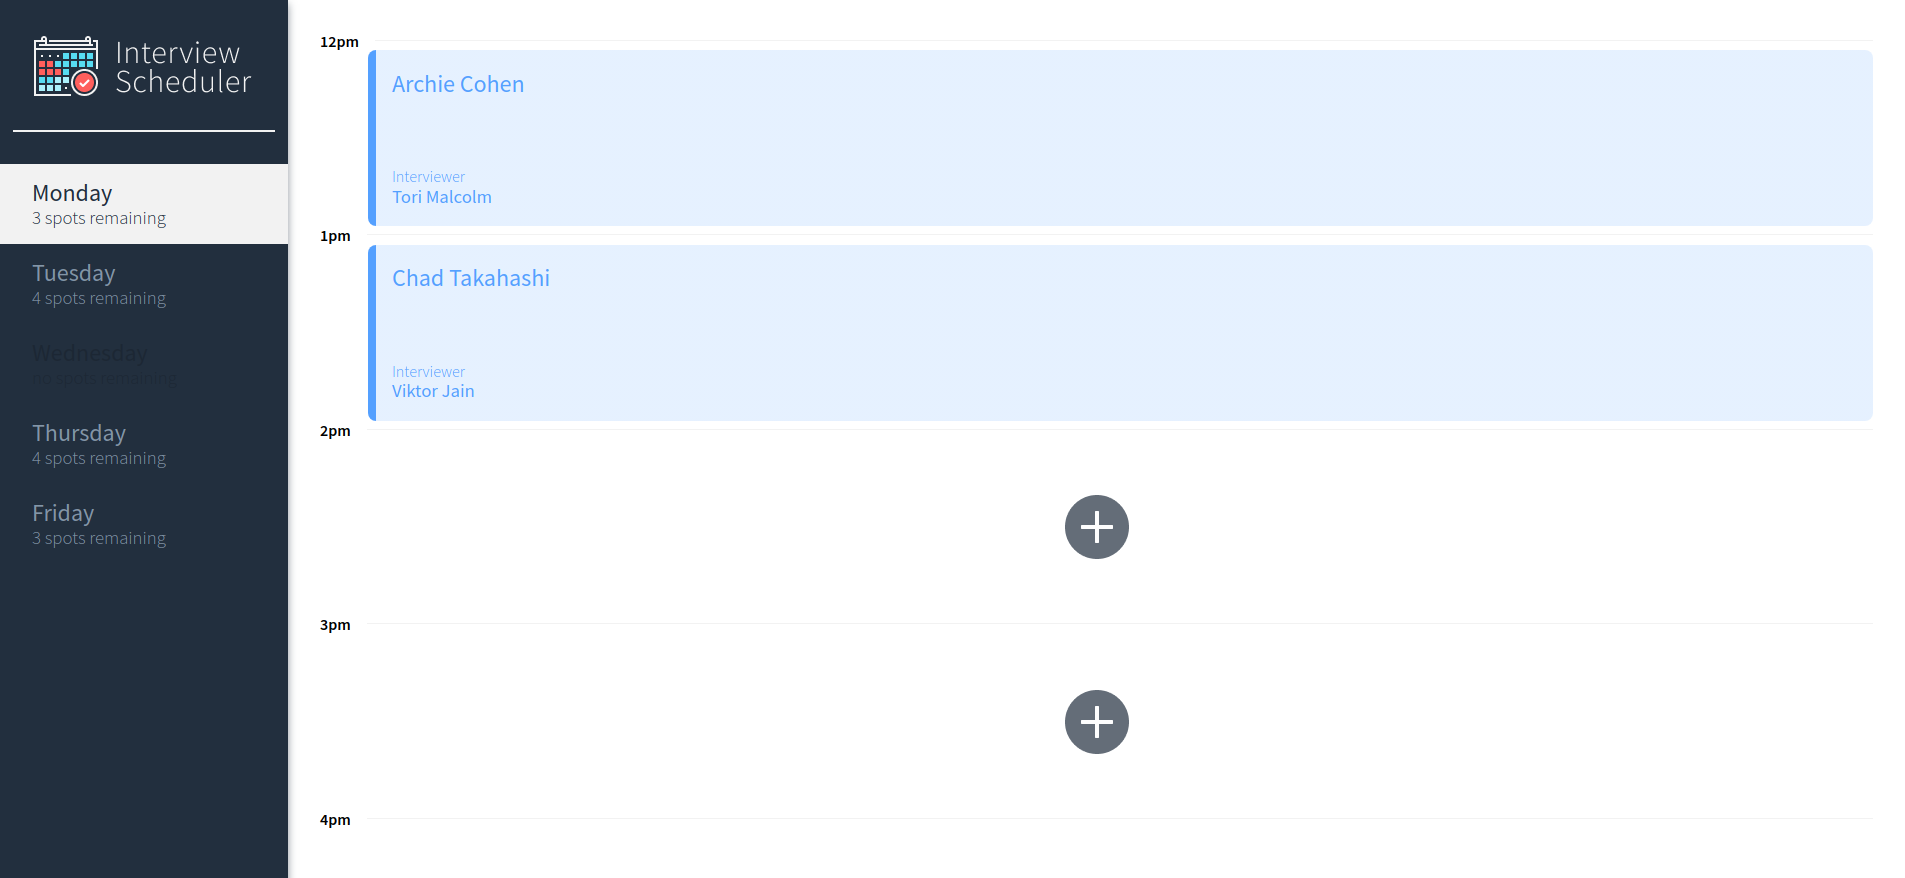 Interview
Scheduler
Monday
3 spots remaining
Tuesday
4 spots remaining
Wednesday
no spots remaining
Thursday
4 spots remaining
Friday
3 spots remaining
12pm
Archie Cohen
Interviewer
Tori Malcolm
1pm
Chad Takahashi
Interviewer
Viktor Jain
2pm
3pm
4pm